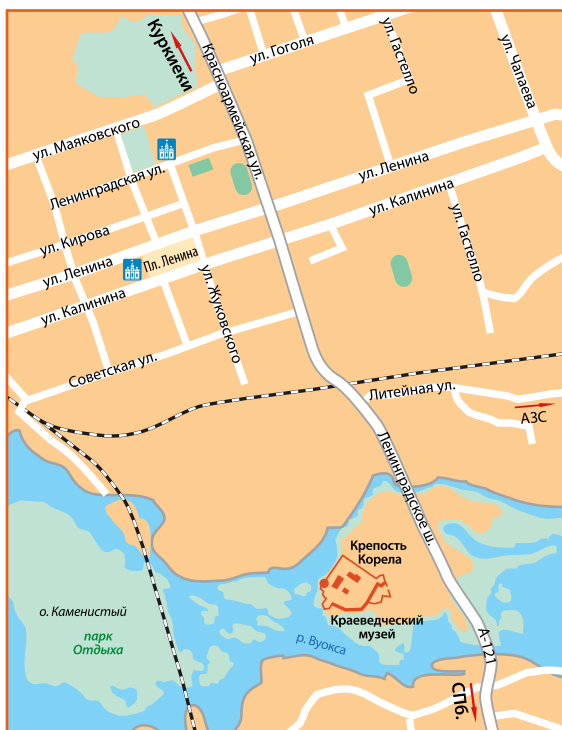 Куркиеки
ул. Гоголя
ул. Гастелло
ул. Чапаева
Красноармейская ул.
ул. Маяковского
Ленинградская ул.
ул. Ленина
ул. Калинина
ул. Кирова
ул. Гастелло
ул. Ленина
Пл. Ленина
ул. Калинина
ул. Жуковского
Советская ул.
Литейная ул.
АЗС
Ленинградское ш.
Крепость
Корела
Краеведческий
музей
о. Каменистый
парк
Отдыха
р. Вуокса
А-121
СПб.